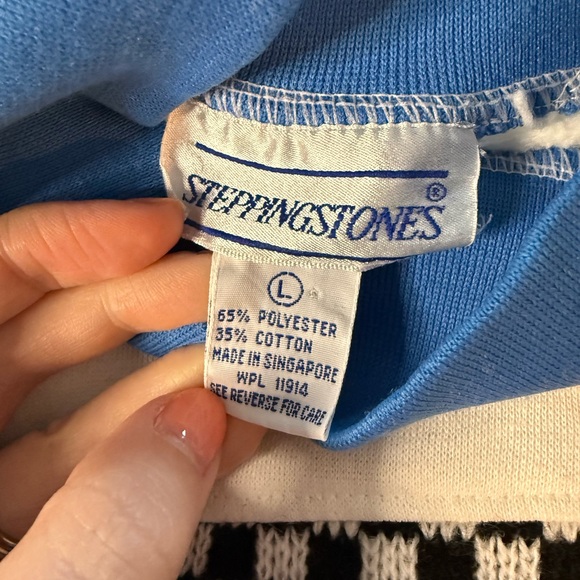 STEPPINGSTONES®
L
65% POLYESTER
35% COTTON
MADE IN SINGAPORE
WPL 11914
SEE REVERSE FOR CARE